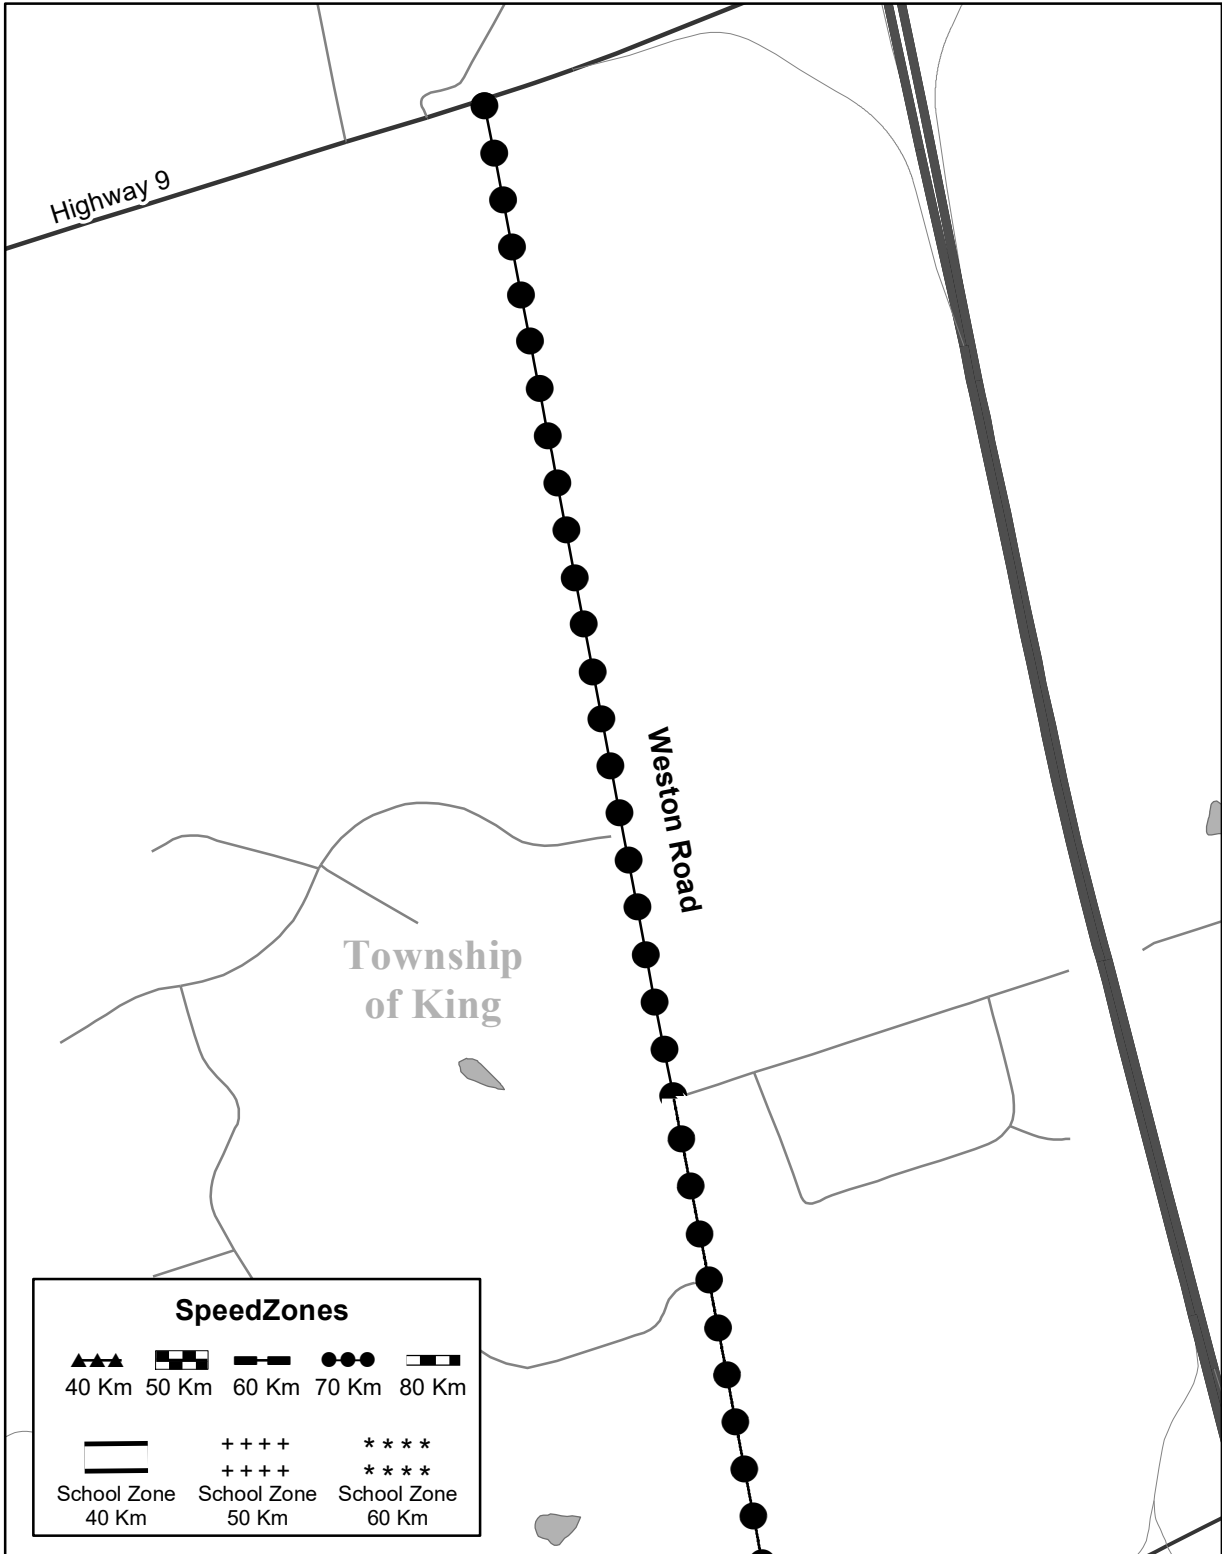 Highway 9
Weston Road
Township
of King
SpeedZones
40 Km 50 Km 60 Km 70 Km 80 Km
++++ ****
++++ ****
School Zone School Zone School Zone
40 Km 50 Km 60 Km